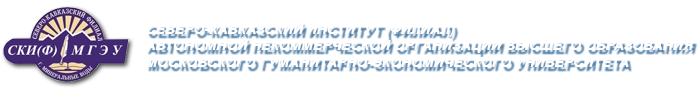 СЕВЕРО-КАВКАЗСКИЙ ФИЛИАЛ
СКИ(Ф) МГЭУ
г. МИНЕРАЛЬНЫЕ ВОДЫ
СЕВЕРО-КАВКАЗСКИЙ ИНСТИТУТ (ФИЛИАЛ)
АВТОНОМНОЙ НЕКОММЕРЧЕСКОЙ ОРГАНИЗАЦИИ ВЫСШЕГО ОБРАЗОВАНИЯ
МОСКОВСКОГО ГУМАНИТАРНО-ЭКОНОМИЧЕСКОГО УНИВЕРСИТЕТА